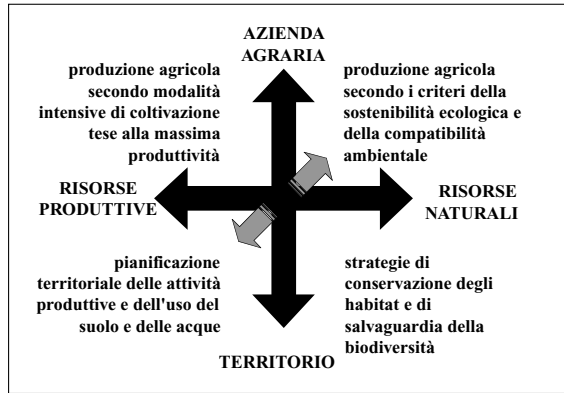 AZIENDA
AGRARIA
produzione agricola
secondo modalità
intensive di coltivazione
tese alla massima
produttività
produzione agricola
secondo i criteri della
sostenibilità ecologica e
della compatibilità
ambientale
RISORSE
PRODUTTIVE
RISORSE
NATURALI
pianificazione
territoriale delle attività
produttive e dell'uso del
suolo e delle acque
strategie di
conservazione degli
habitat e di
salvaguardia della
biodiversità
TERRITORIO